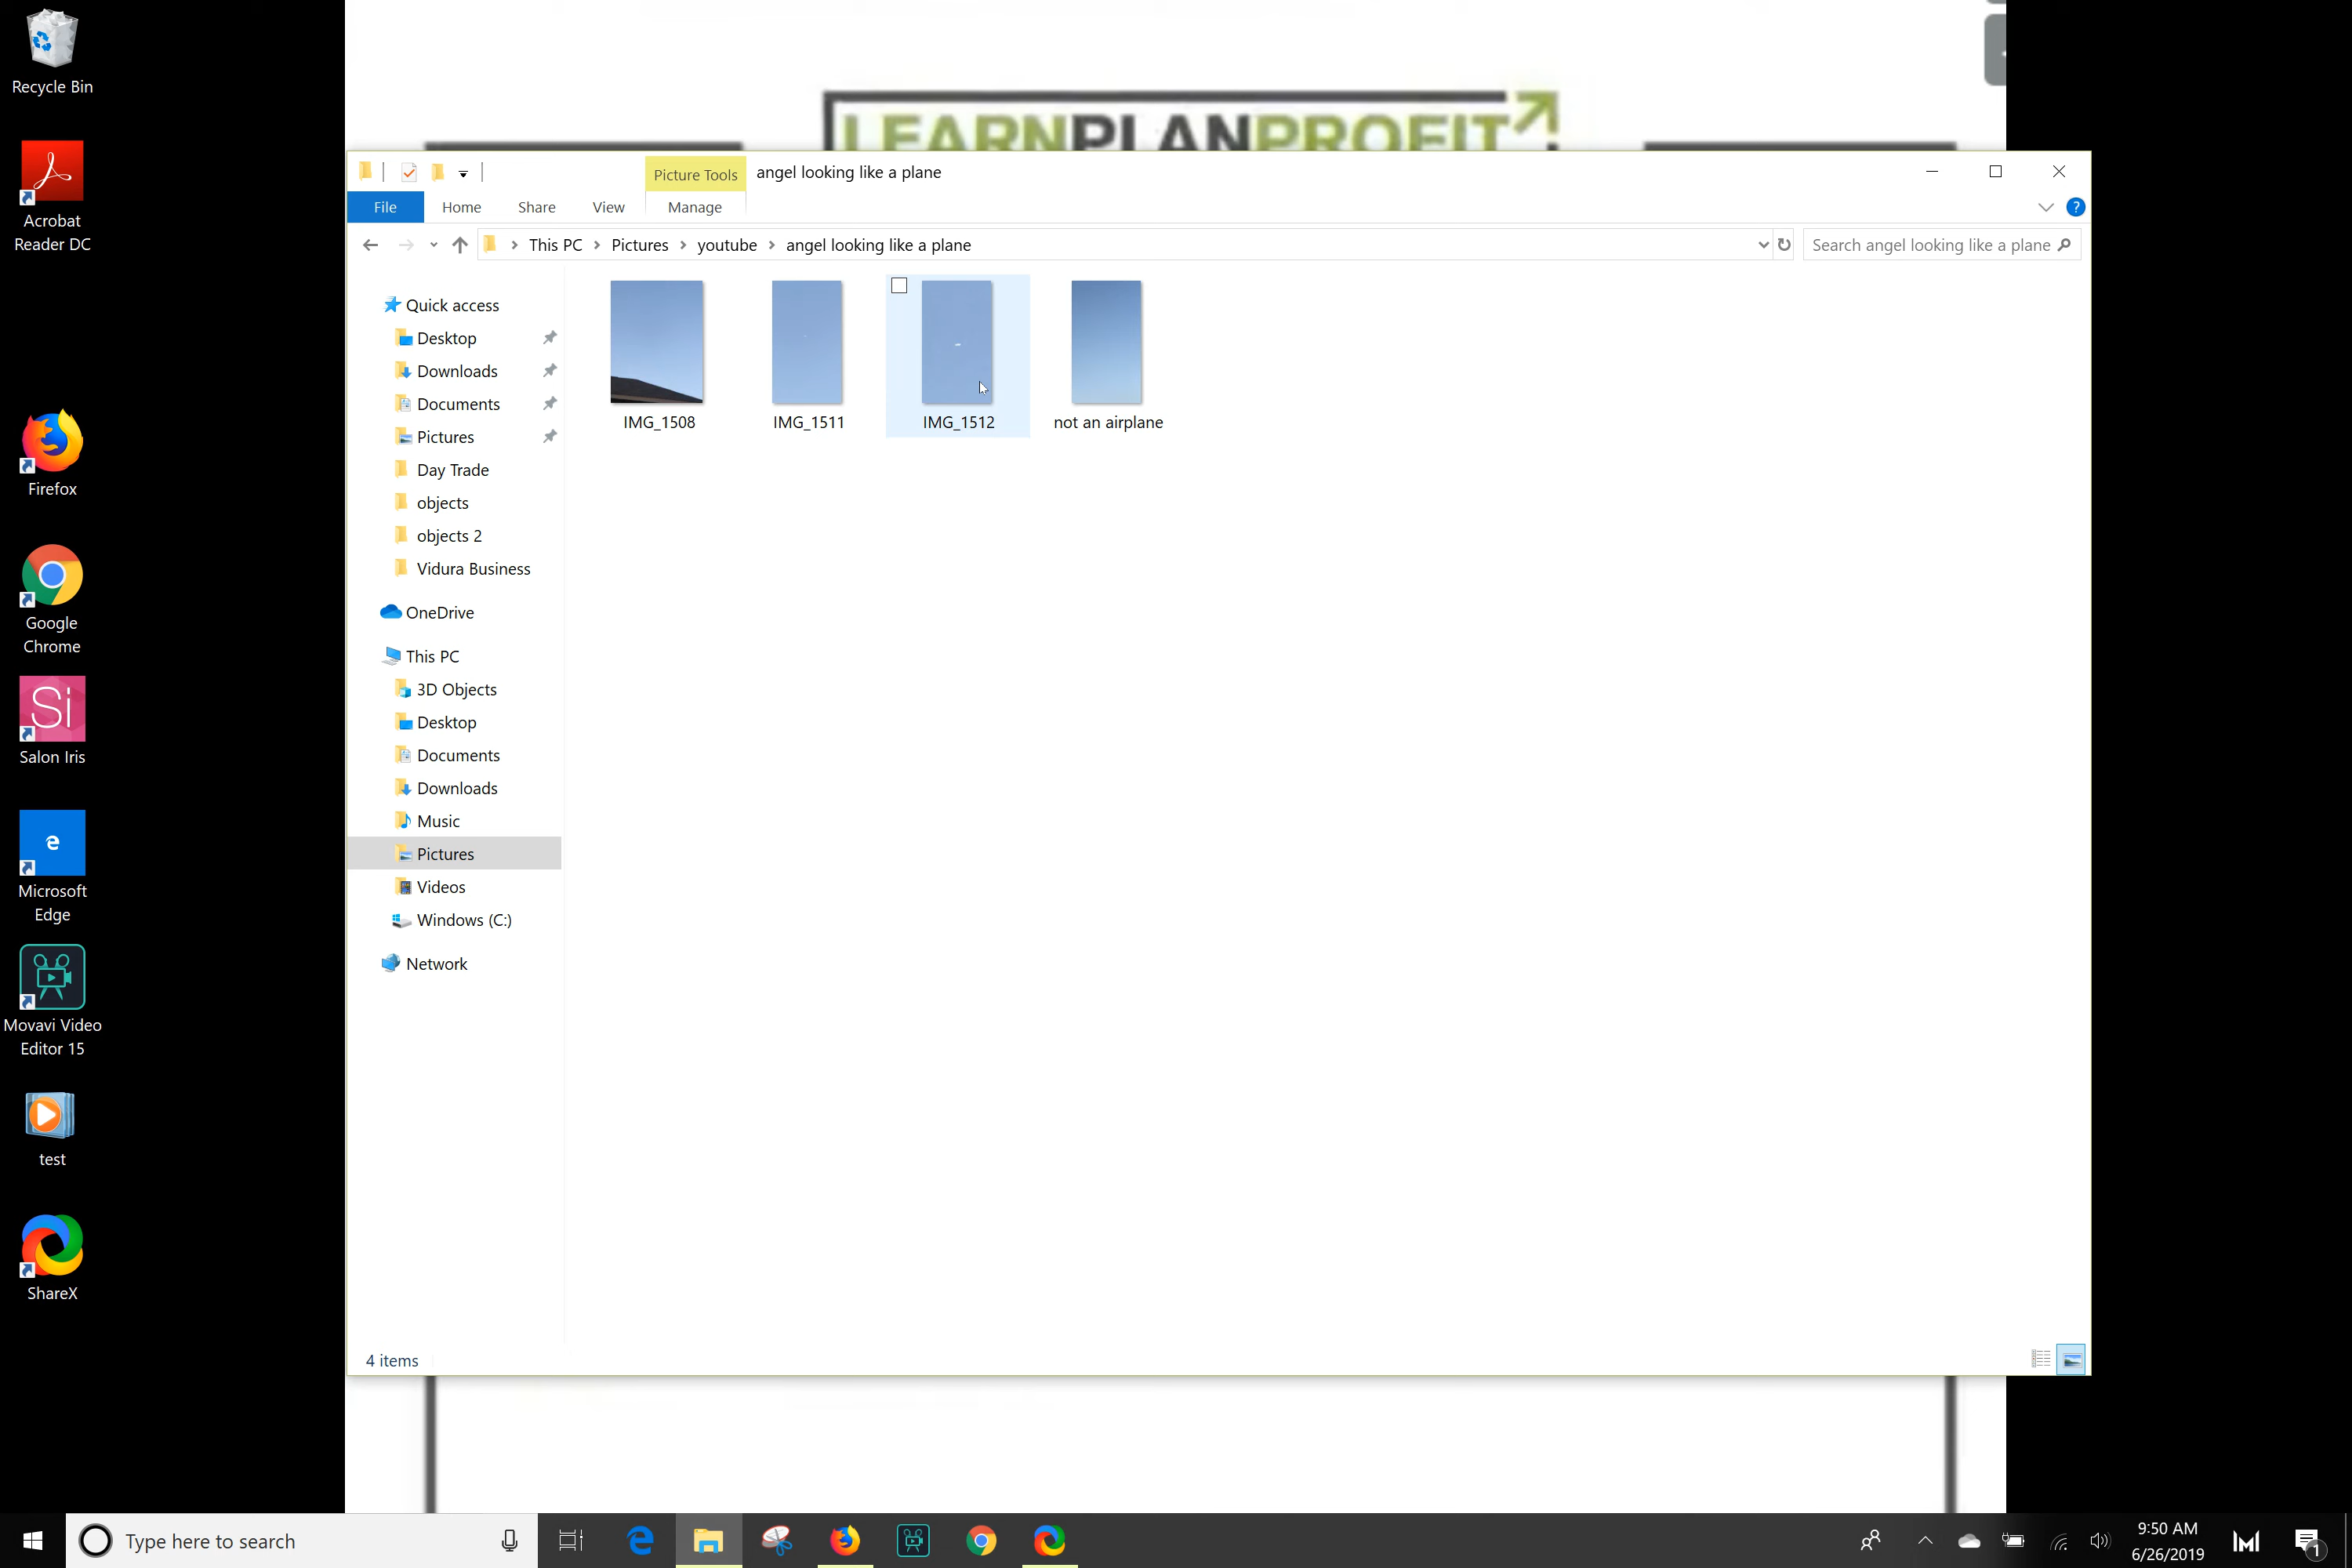 Recycle Bin
Acrobat
Reader DC
Firefox
Google
Chrome
Si
Salon Iris
Microsoft
Edge
Movavi Video
Editor 15
test
ShareX
LEARNPLANPROFIT
Picture Tools
angel looking like a plane
File
Home
Share
View
Manage
This PC
Pictures
youtube
angel looking like a plane
Search angel looking like a plane
Quick access
Desktop
Downloads
Documents
Pictures
Day Trade
objects
objects 2
Vidura Business
OneDrive
This PC
3D Objects
Desktop
Documents
Downloads
Music
Pictures
Videos
Windows (C:)
Network
IMG_1508
IMG_1511
IMG_1512
not an airplane
4 items
Type here to search
9:50 AM
6/26/2019
1